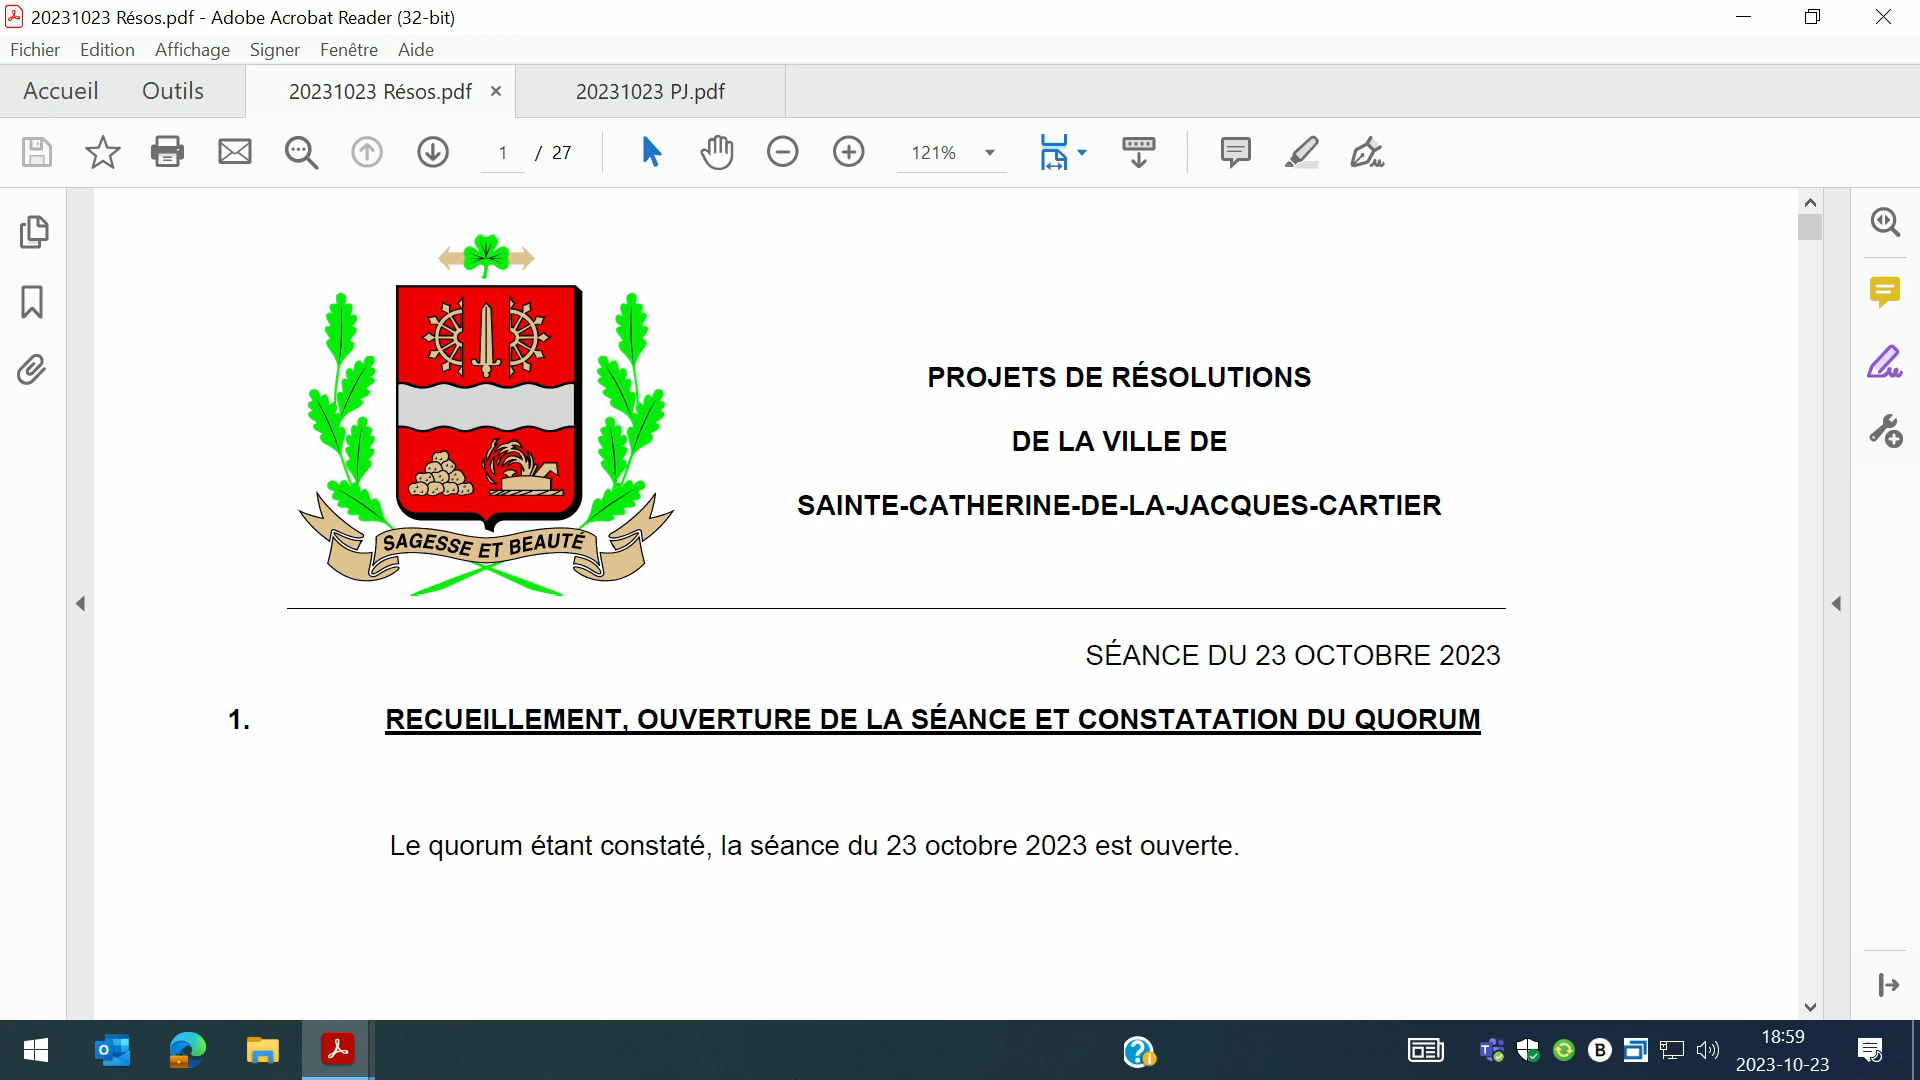 20231023 Résos.pdf - Adobe Acrobat Reader (32-bit)
Fichier Edition Affichage Signer Fenêtre Aide
Accueil Outils 20231023 Résos.pdf × 20231023 PJ.pdf
1 / 27 121%
SAGESSE ET BEAUTÉ
PROJETS DE RÉSOLUTIONS
DE LA VILLE DE
SAINTE-CATHERINE-DE-LA-JACQUES-CARTIER
SÉANCE DU 23 OCTOBRE 2023
1. RECUEILLEMENT, OUVERTURE DE LA SÉANCE ET CONSTATATION DU QUORUM
Le quorum étant constaté, la séance du 23 octobre 2023 est ouverte.
18:59
2023-10-23